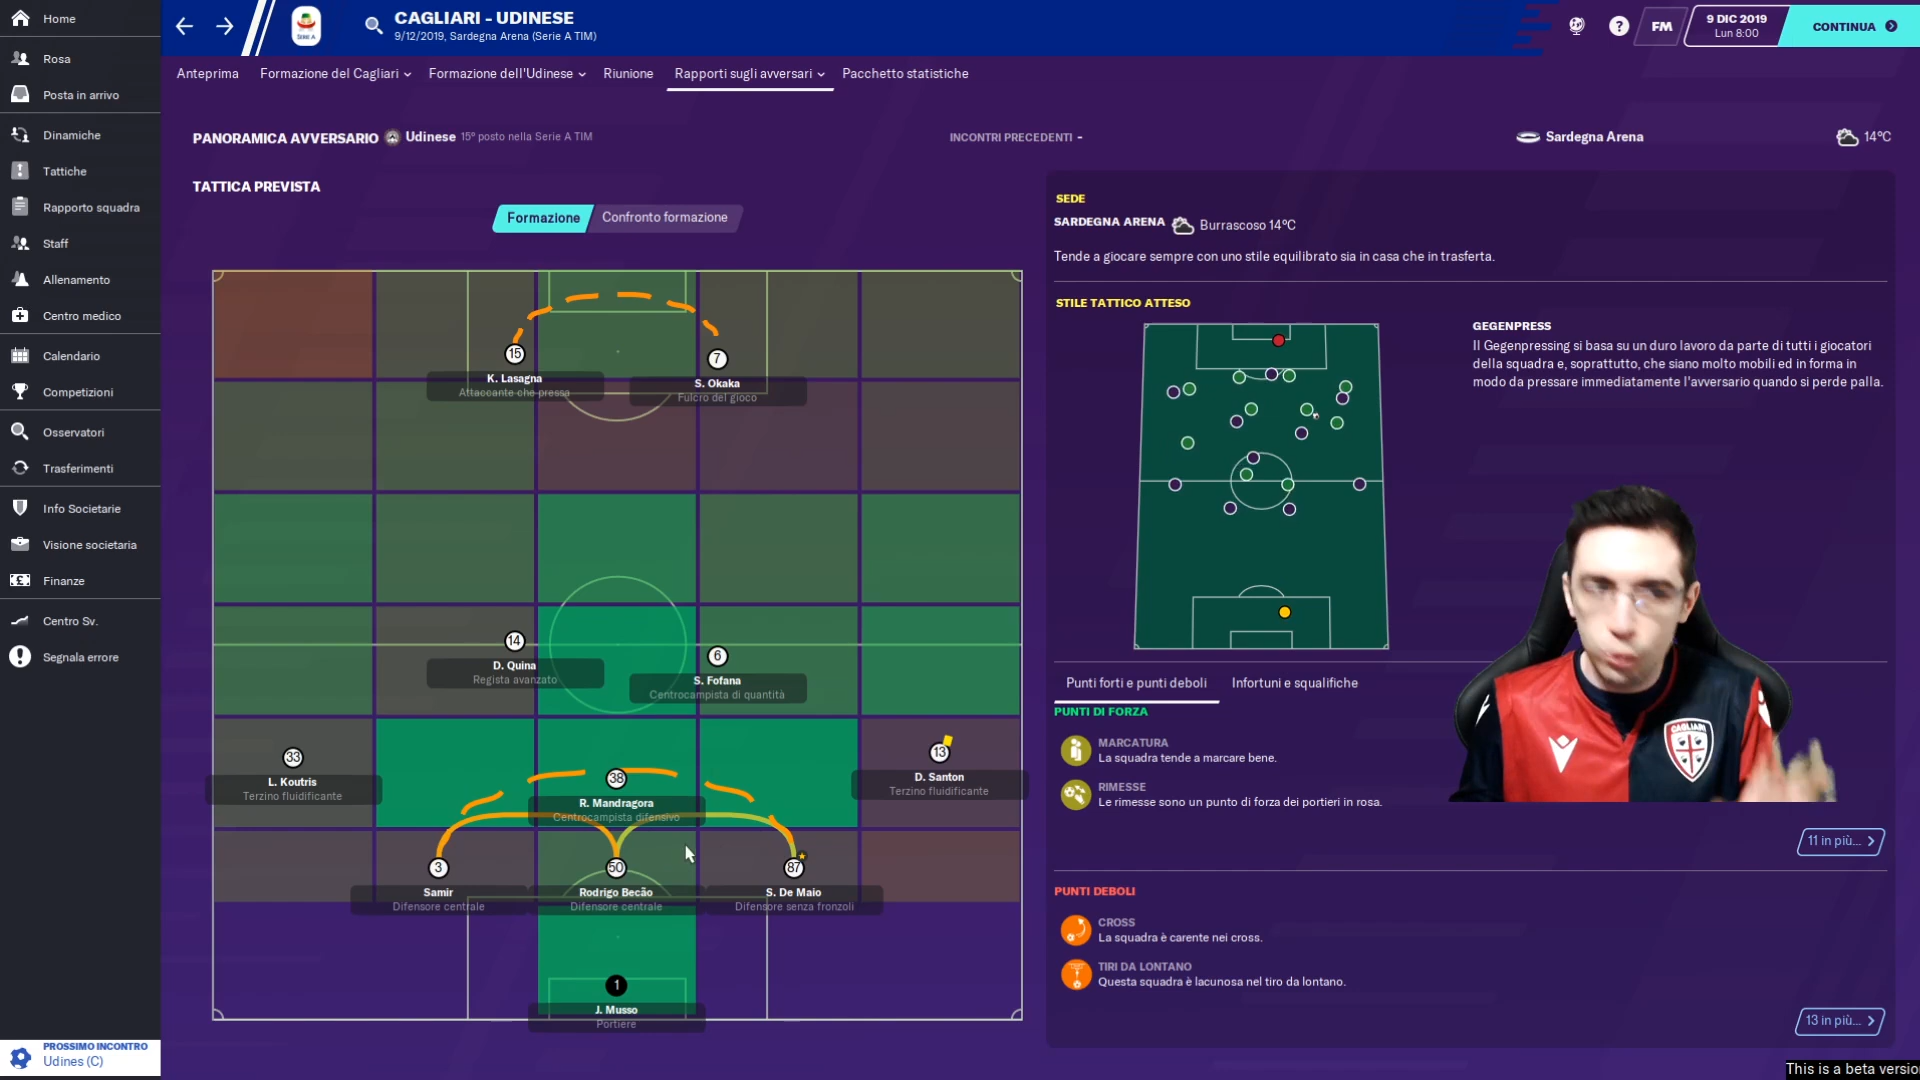 Home
Rosa
Posta in arrivo
Dinamiche
Tattiche
Rapporto squadra
Staff
Allenamento
Centro medico
Calendario
Competizioni
Osservatori
Trasferimenti
Info Societarie
Visione societaria
Finanze
Centro Sv.
Segnala errore
PROSSIMO INCONTRO
Udines (C)
SERIE A
CAGLIARI - UDINESE
9/12/2019, Sardegna Arena (Serie A TIM)
?
FM
9 DIC 2019
Lun 8:00
CONTINUA
Anteprima
Formazione del Cagliari
Formazione dell'Udinese
Riunione
Rapporti sugli avversari
Pacchetto statistiche
PANORAMICA AVVERSARIO Udinese 15° posto nella Serie A TIM
INCONTRI PRECEDENTI -
Sardegna Arena
14°C
TATTICA PREVISTA
Formazione
Confronto formazione
15
K. Lasagna
Attaccante che pressa
7
S. Okaka
Fulcro del gioco
14
D. Quina
Regista avanzato
6
S. Fofana
Centrocampista di quantità
33
L. Koutris
Terzino fluidificante
38
R. Mandragora
Centrocampista difensivo
13
D. Santon
Terzino fluidificante
3
Samir
Difensore centrale
50
Rodrigo Becão
Difensore centrale
87
S. De Maio
Difensore senza fronzoli
1
J. Musso
Portiere
SEDE
SARDEGNA ARENA Burrascoso 14°C
Tende a giocare sempre con uno stile equilibrato sia in casa che in trasferta.
STILE TATTICO ATTESO
GEGENPRESS
Il Gegenpressing si basa su un duro lavoro da parte di tutti i giocatori
della squadra e, soprattutto, che siano molto mobili ed in forma in
modo da pressare immediatamente l'avversario quando si perde palla.
Punti forti e punti deboli
Infortuni e squalifiche
PUNTI DI FORZA
MARCATURA
La squadra tende a marcare bene.
RIMESSE
Le rimesse sono un punto di forza dei portieri in rosa.
11 in più...
PUNTI DEBOLI
CROSS
La squadra è carente nei cross.
TIRI DA LONTANO
Questa squadra è lacunosa nel tiro da lontano.
13 in più...
CAGLIARI
This is a beta versio